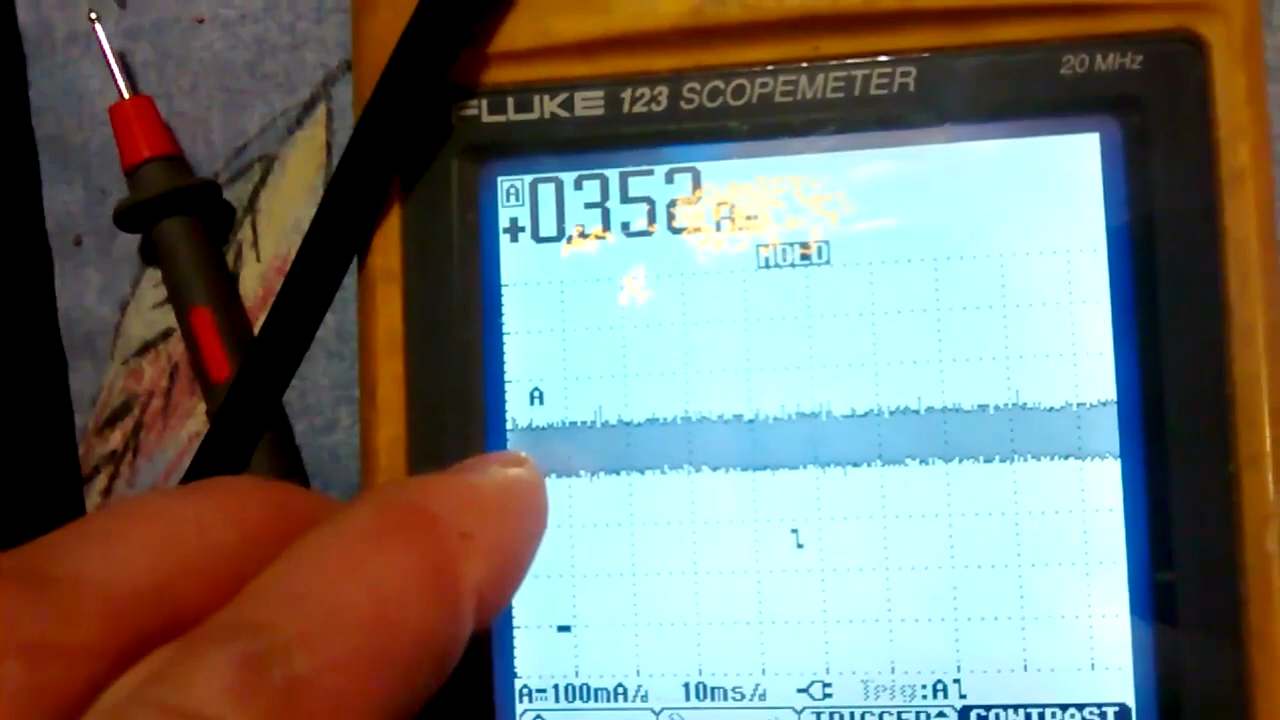 FLUKE 123 SCOPEMETER 20 MHz
A
+0.352 A
HOLD
A
A=100mA/d 10ms/d Trig:A
TRIGGER CONTRAST